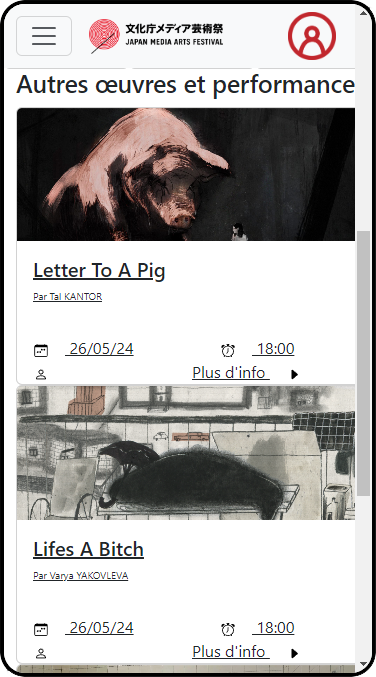 文化庁メディア芸術祭
JAPAN MEDIA ARTS FESTIVAL
Autres œuvres et performance
Letter To A Pig
Par Tal KANTOR
26/05/24 18:00
Plus d'info
Lifes A Bitch
Par Varya YAKOVLEVA
26/05/24 18:00
Plus d'info